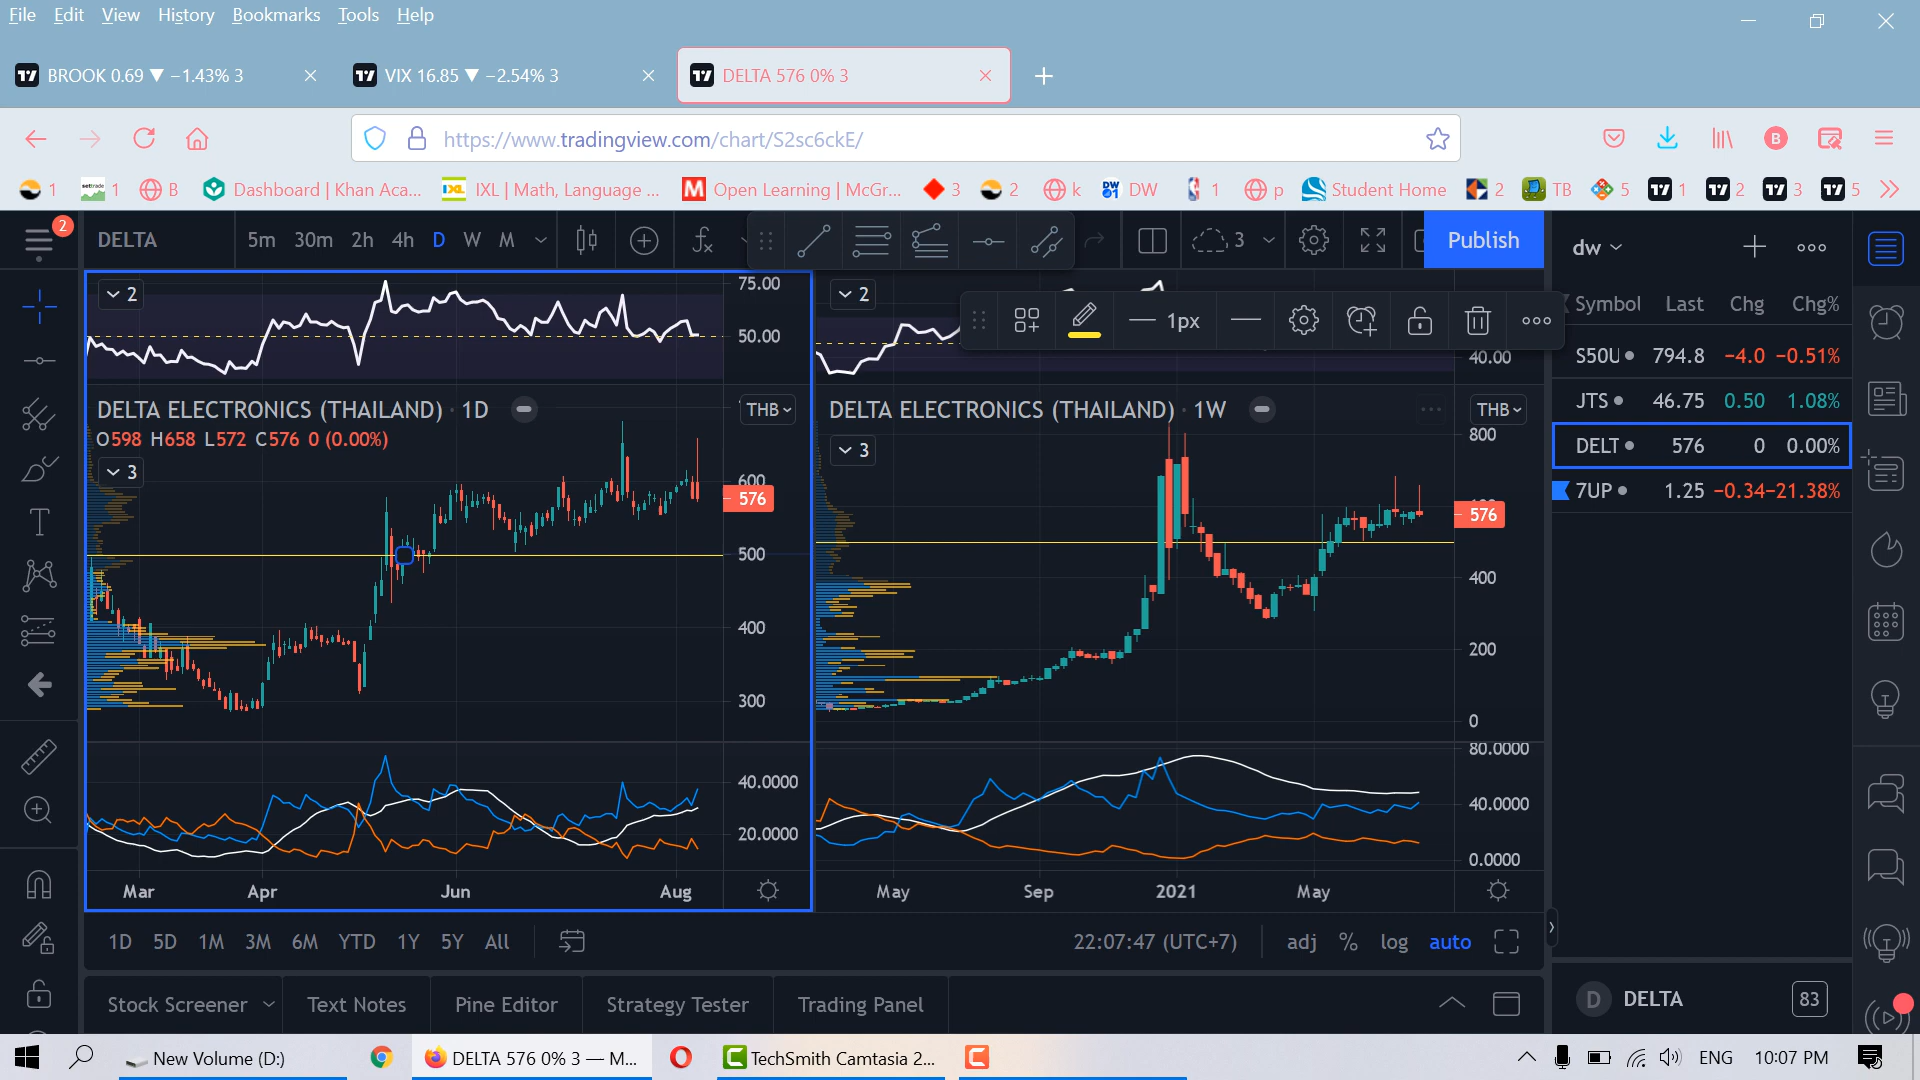 File Edit View History Bookmarks Tools Help
BROOK 0.69 ▼ −1.43% 3
VIX 16.85 ▼ −2.54% 3
DELTA 576 0% 3
https://www.tradingview.com/chart/S2sc6ckE/
1 settrade 1 B Dashboard | Khan Aca... IXL IXL | Math, Language ... M Open Learning | McGr... 3 2 k DW01 DW 1 p Student Home 2 TB 5 1 2 3 5
2 DELTA 5m 30m 2h 4h D W M 3 Publish dw
2 75.00 50.00
2 1px 40.00
Symbol Last Chg Chg%
S50U 794.8 −4.0 −0.51%
JTS 46.75 0.50 1.08%
DELT 576 0 0.00%
7UP 1.25 −0.34 −21.38%
DELTA ELECTRONICS (THAILAND) · 1D THB
O598 H658 L572 C576 0 (0.00%)
3
600
576
500
400
300
40.0000
20.0000
Mar Apr Jun Aug
DELTA ELECTRONICS (THAILAND) · 1W THB
3
800
576
400
200
0
80.0000
40.0000
0.0000
May Sep 2021 May
1D 5D 1M 3M 6M YTD 1Y 5Y All 22:07:47 (UTC+7) adj % log auto
Stock Screener Text Notes Pine Editor Strategy Tester Trading Panel
D DELTA 83
New Volume (D:) DELTA 576 0% 3 — M... TechSmith Camtasia 2... ENG 10:07 PM